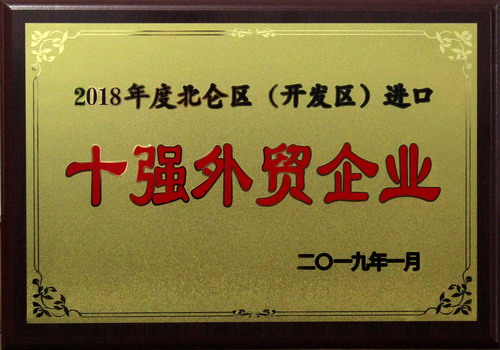 2018年度北仑区（开发区）进口
十强外贸企业
二〇一九年一月